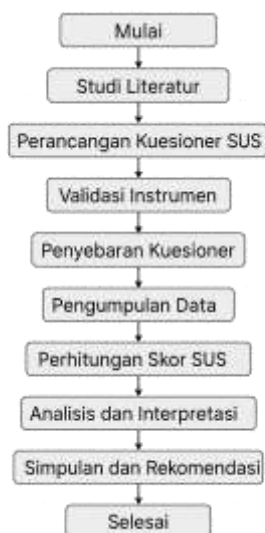 Mulai
Studi Literatur
Perancangan Kuesioner SUS
Validasi Instrumen
Penyebaran Kuesioner
Pengumpulan Data
Perhitungan Skor SUS
Analisis dan Interpretasi
Simpulan dan Rekomendasi
Selesai